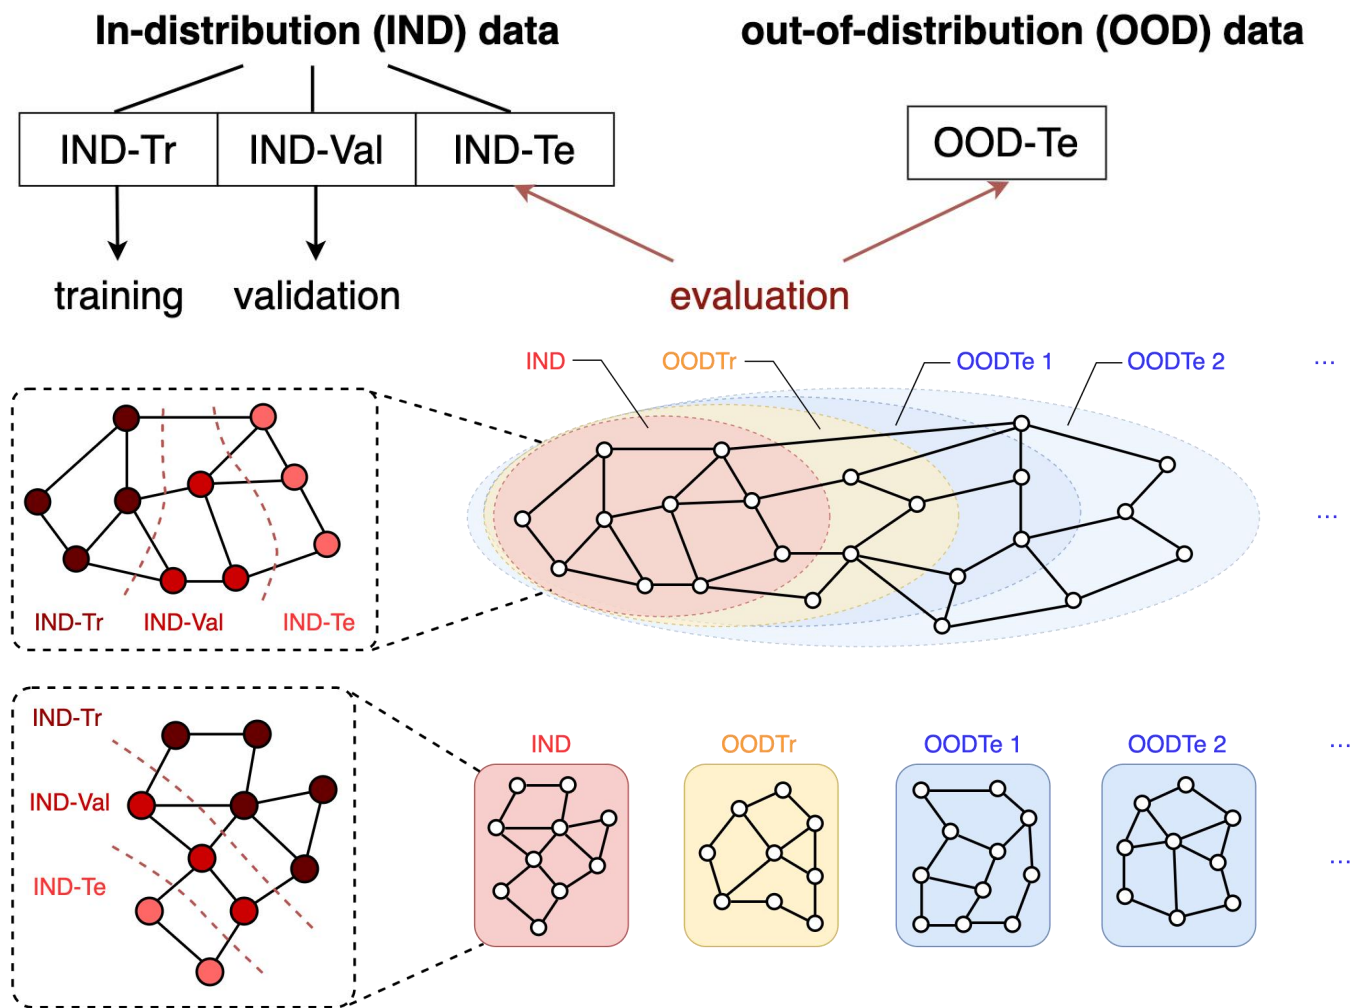 In-distribution (IND) data
out-of-distribution (OOD) data
IND-Tr
IND-Val
IND-Te
OOD-Te
training
validation
evaluation
IND
OODTr
OODTe 1
OODTe 2
...
...
IND-Tr
IND-Val
IND-Te
IND-Tr
IND-Val
IND-Te
IND
OODTr
OODTe 1
OODTe 2
...
...